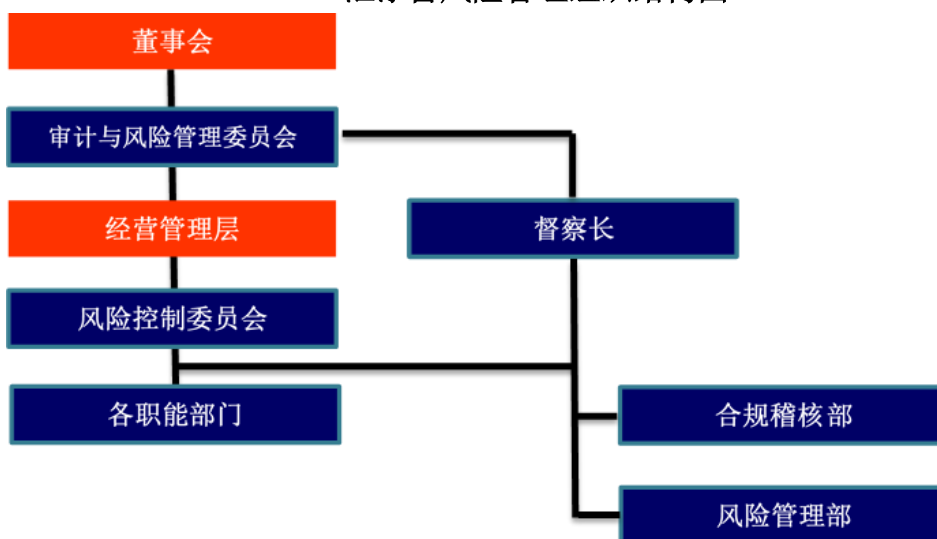 董事会
审计与风险管理委员会
经营管理层
督察长
风险控制委员会
各职能部门
合规稽核部
风险管理部